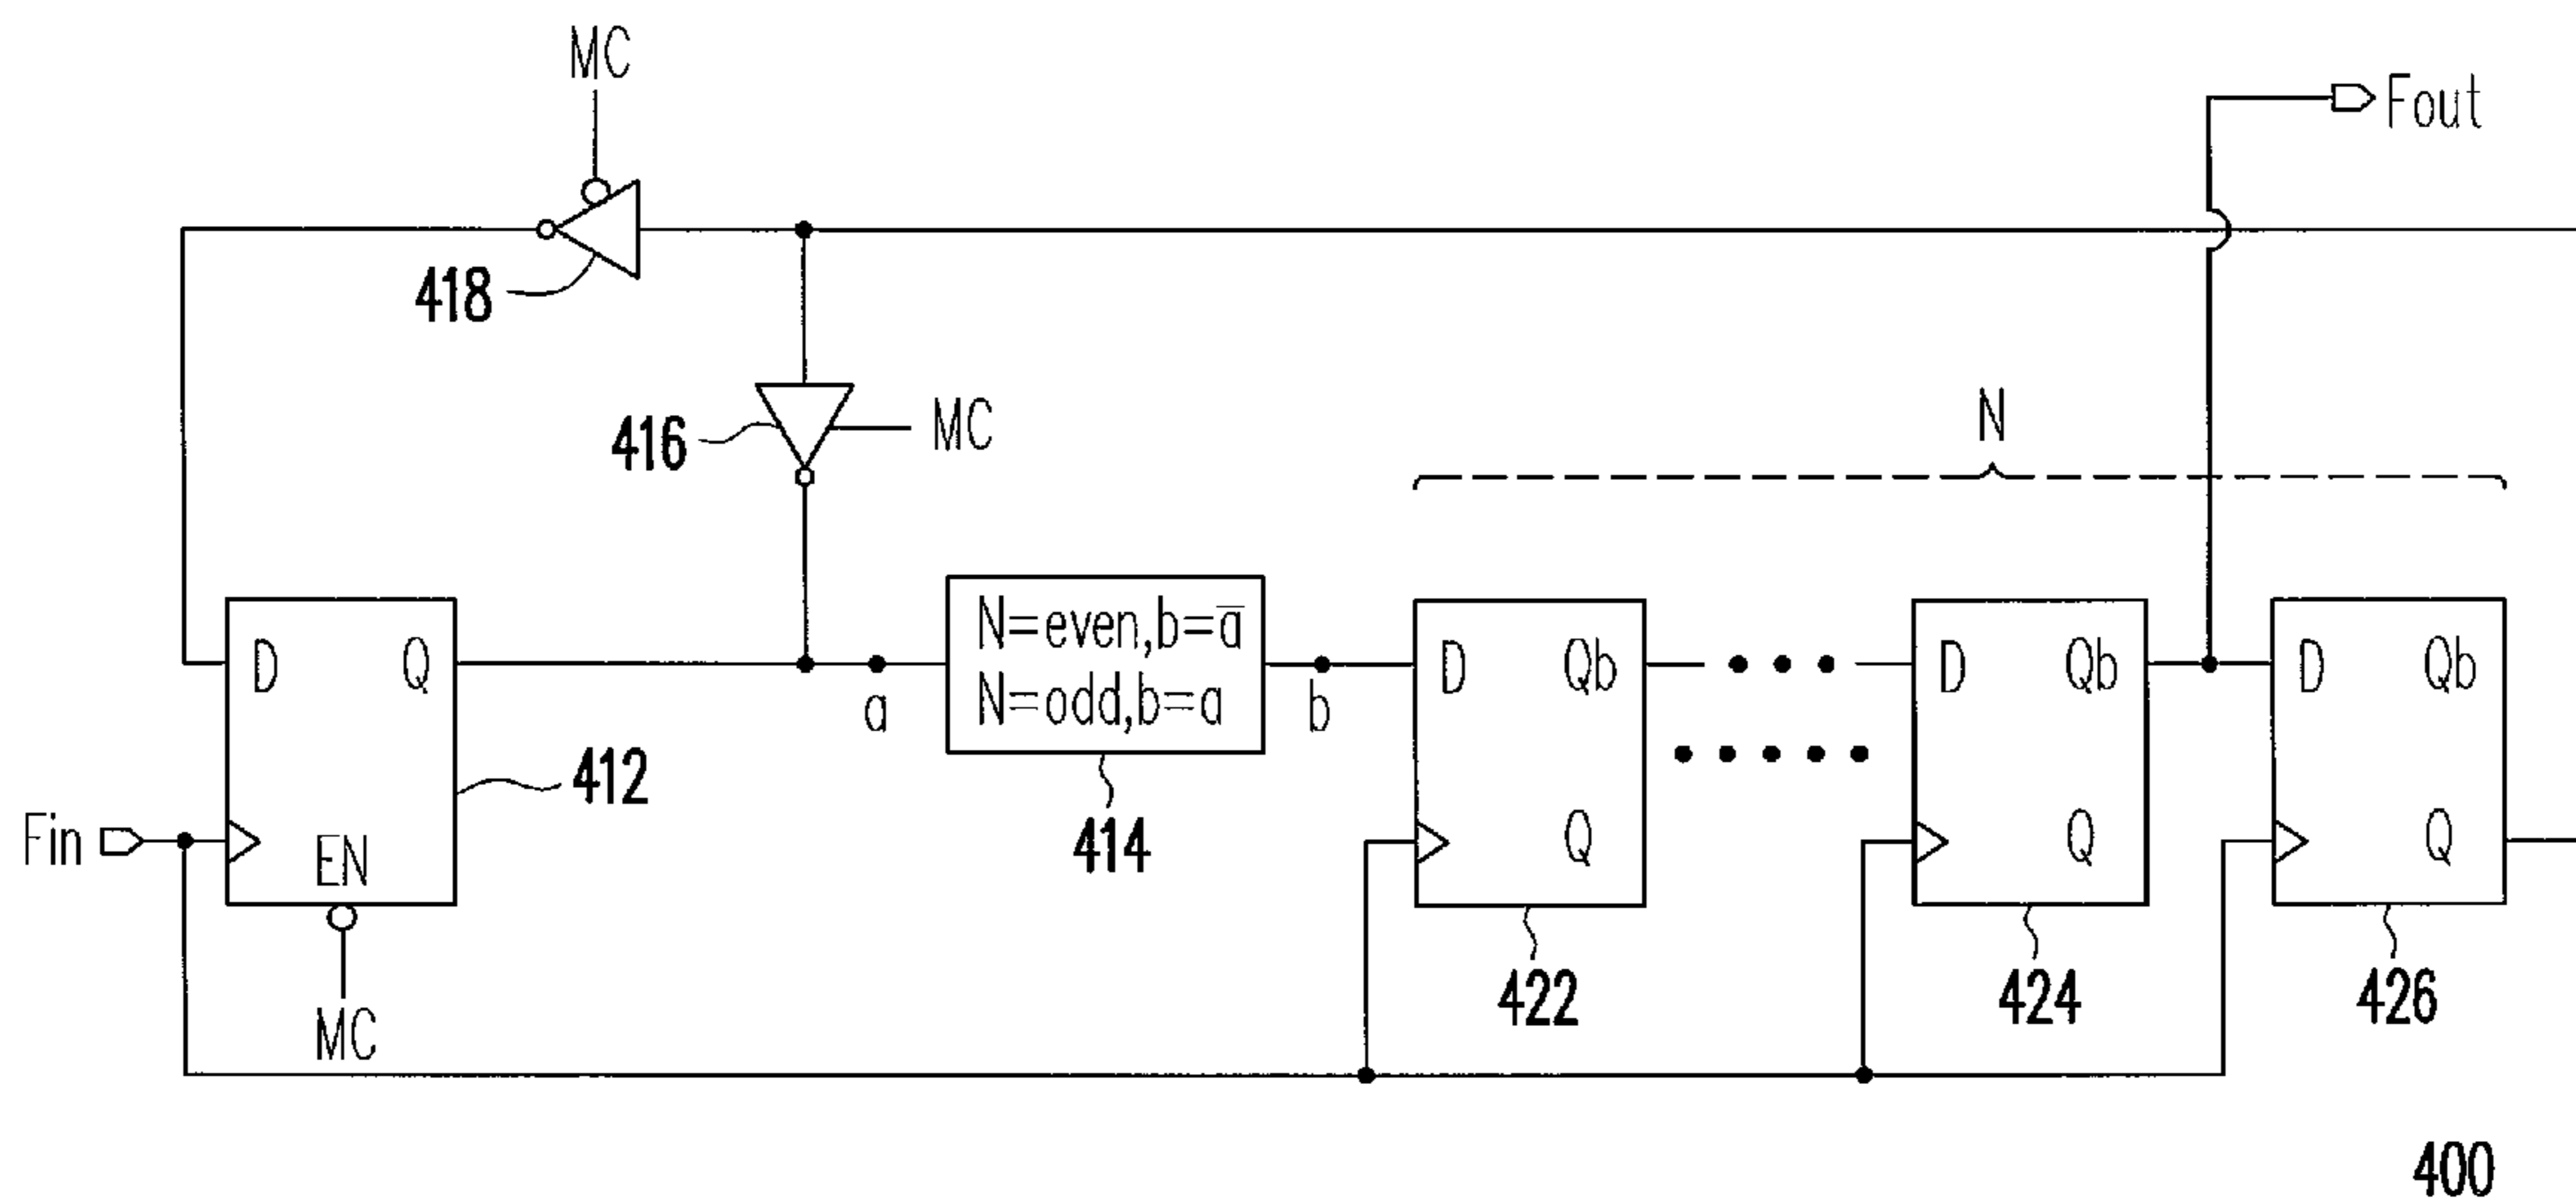 MC
Fout
418
416
MC
N
D
Q
Fin
EN
MC
412
a
N=even,b=a̅
N=odd,b=a
414
b
D
Qb
Q
422
D
Qb
Q
424
D
Qb
Q
426
400